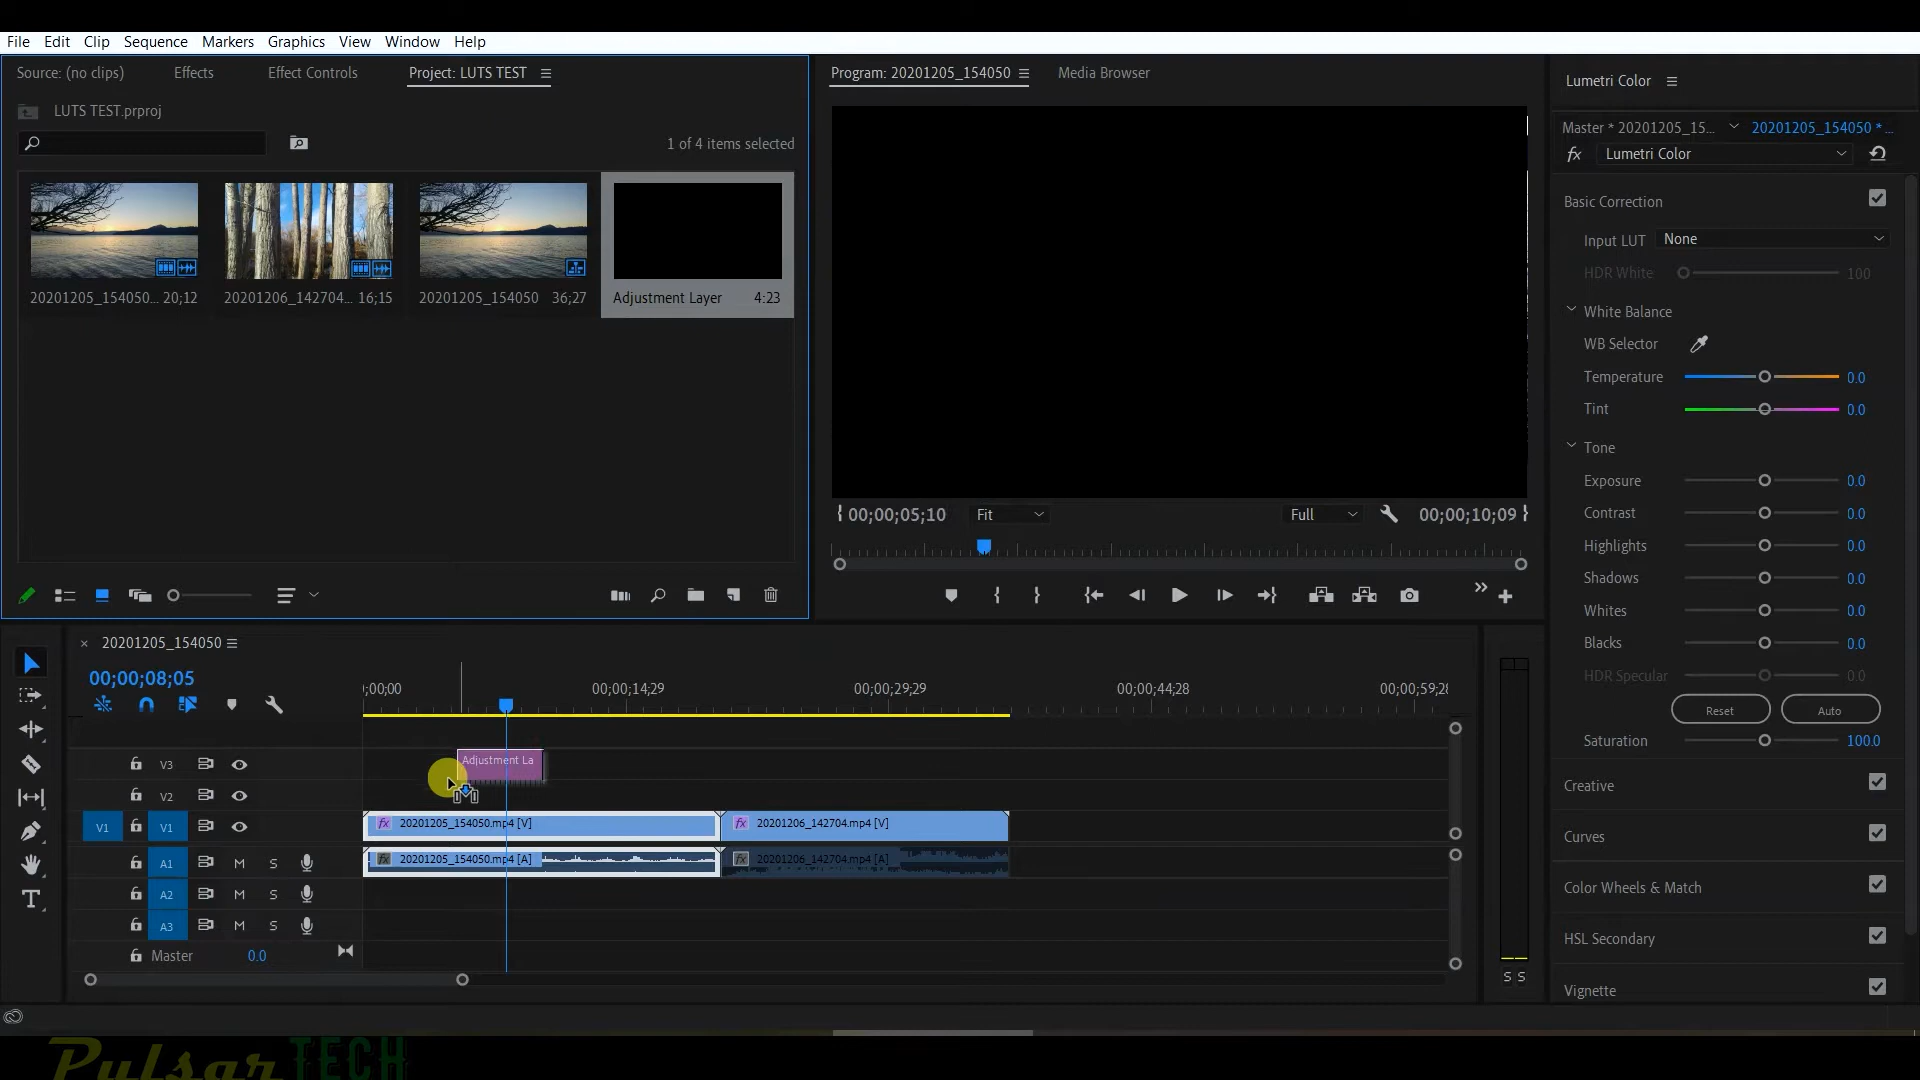 File Edit Clip Sequence Markers Graphics View Window Help
Source: (no clips) Effects Effect Controls Project: LUTS TEST
LUTS TEST.prproj
1 of 4 items selected
20201205_154050... 20;12
20201206_142704... 16;15
20201205_154050 36;27
Adjustment Layer 4:23
Program: 20201205_154050 Media Browser
00;00;05;10 Fit Full 00;00;10;09
Lumetri Color
Master * 20201205_15... 20201205_154050 * ...
fx Lumetri Color
Basic Correction
Input LUT None
HDR White 100
White Balance
WB Selector
Temperature 0.0
Tint 0.0
Tone
Exposure 0.0
Contrast 0.0
Highlights 0.0
Shadows 0.0
Whites 0.0
Blacks 0.0
HDR Specular 0.0
Reset Auto
Saturation 100.0
Creative
Curves
Color Wheels & Match
HSL Secondary
Vignette
× 20201205_154050
00;00;08;05
;00;00 00;00;14;29 00;00;29;29 00;00;44;28 00;00;59;28
V3 Adjustment La
V2
V1 V1 fx 20201205_154050.mp4 [V] fx 20201206_142704.mp4 [V]
A1 M S fx 20201205_154050.mp4 [A] fx 20201206_142704.mp4 [A]
A2 M S
A3 M S
Master 0.0
S S
Pulsar TECH